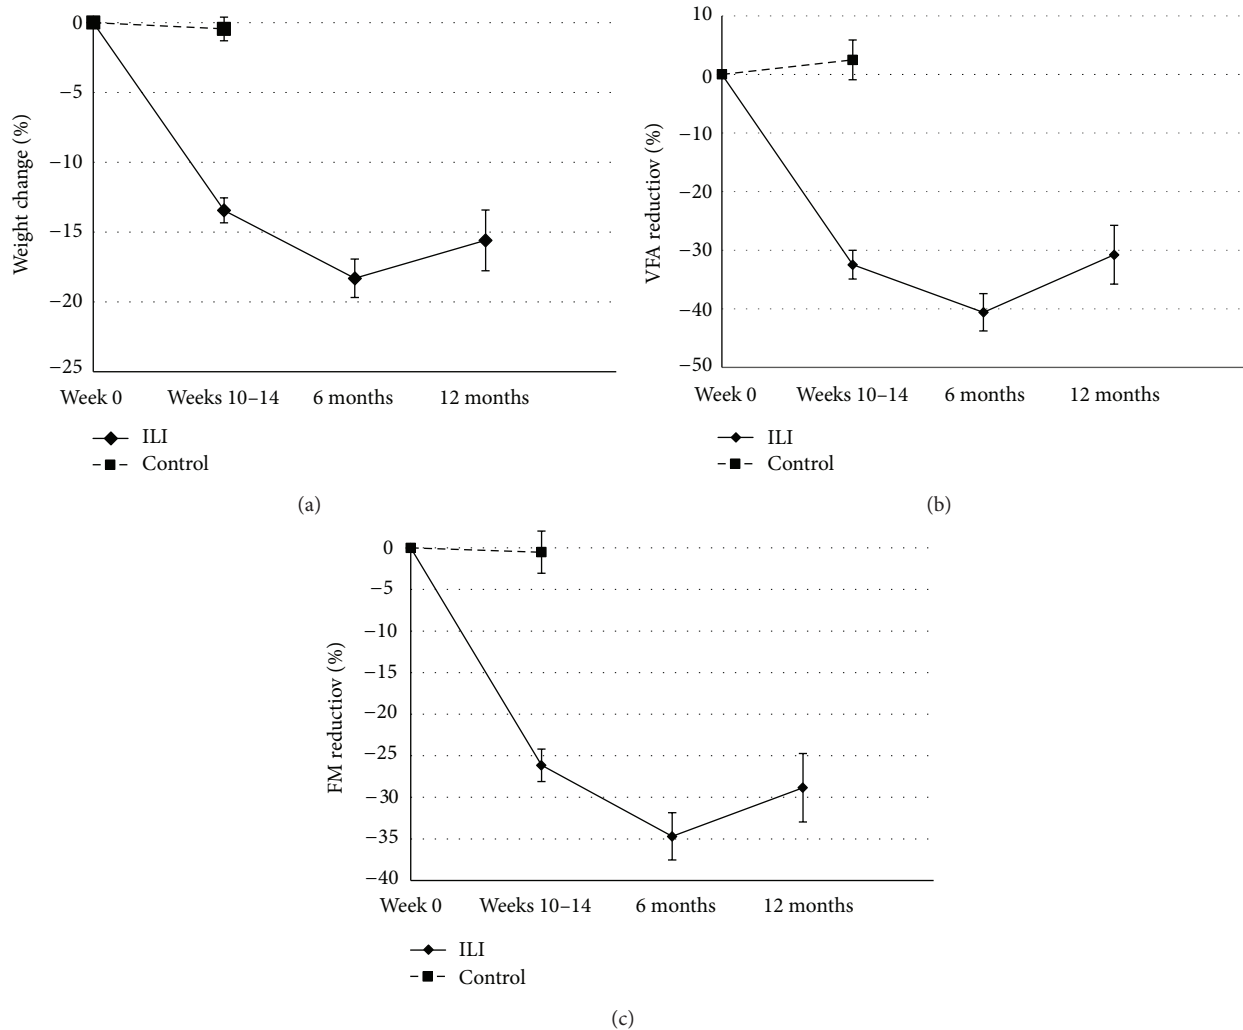 0
−5
−10
−15
−20
−25
Weight change (%)
Week 0 Weeks 10–14 6 months 12 months
ILI
Control
(a)
10
0
−10
−20
−30
−40
−50
VFA reductiov (%)
Week 0 Weeks 10–14 6 months 12 months
ILI
Control
(b)
0
−5
−10
−15
−20
−25
−30
−35
−40
FM reductiov (%)
Week 0 Weeks 10–14 6 months 12 months
ILI
Control
(c)